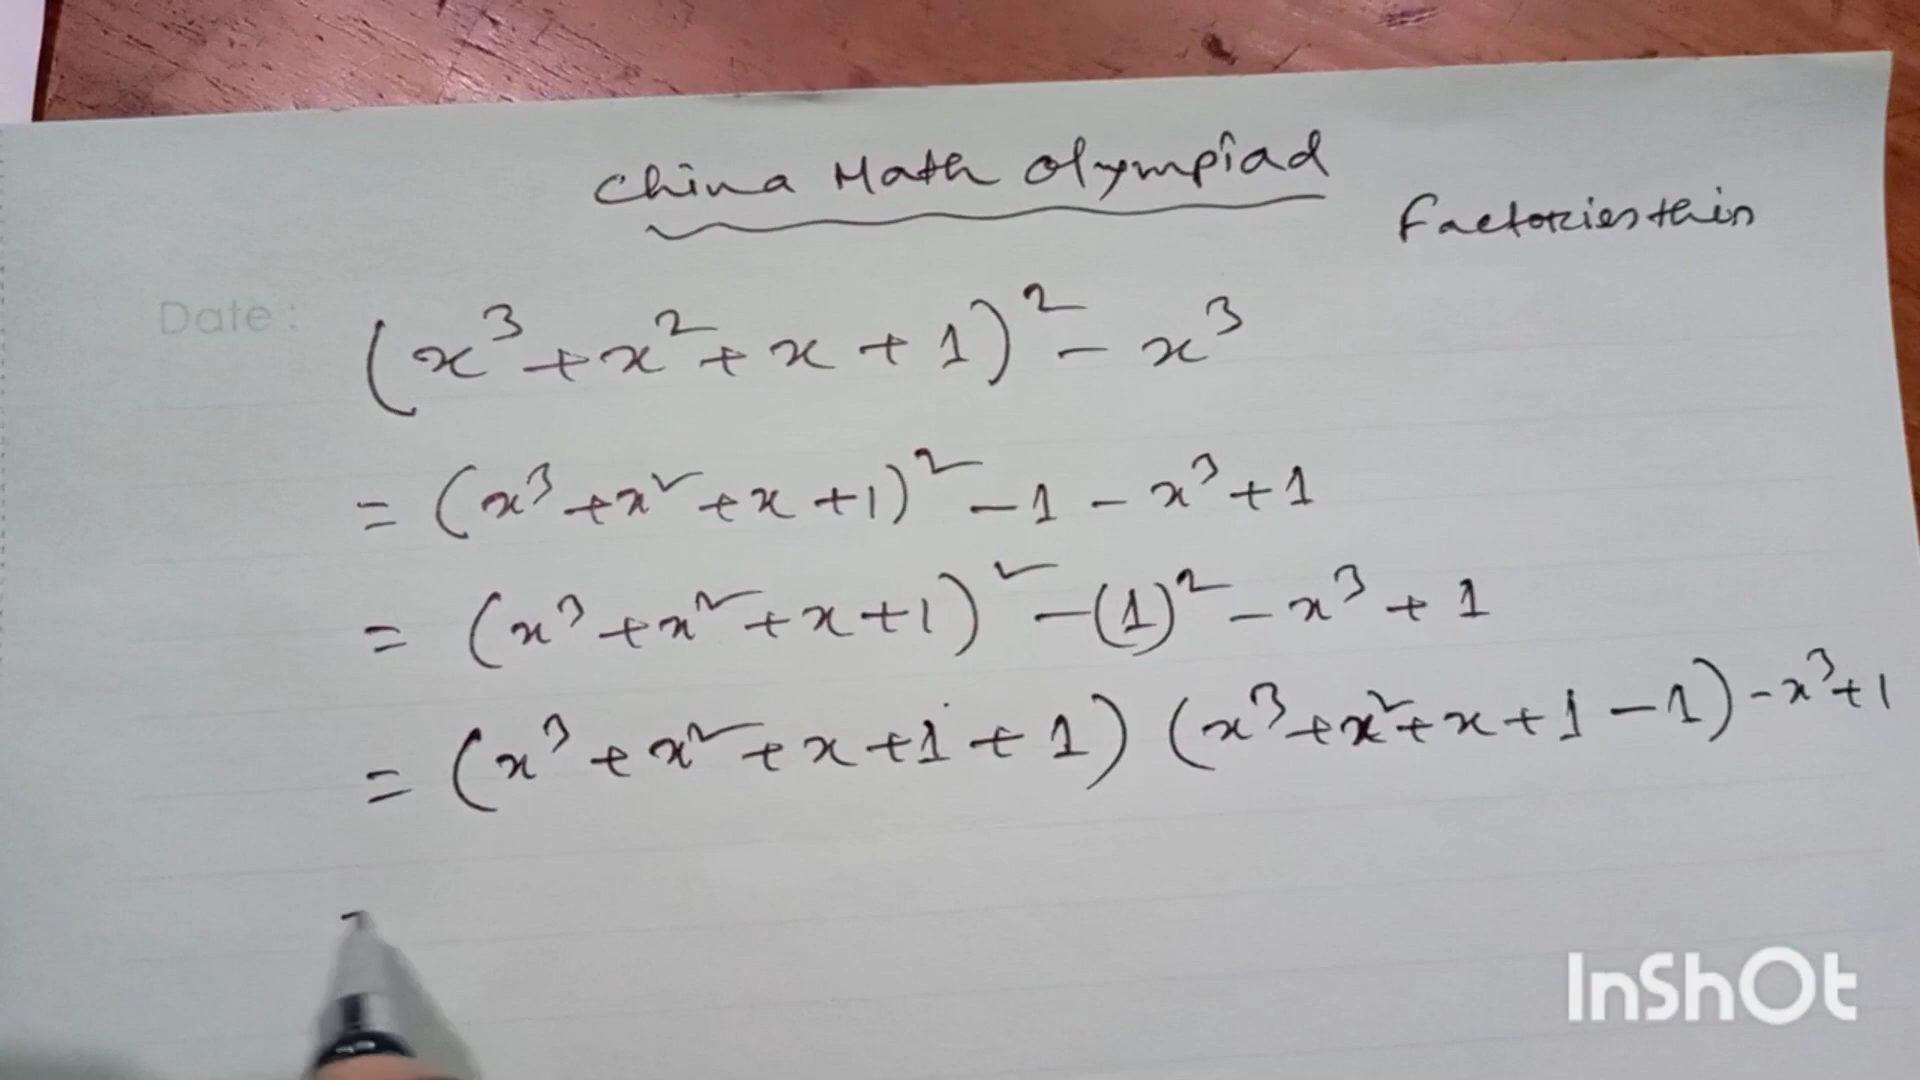 China Math Olympiad
Factories this
Date:
(x³+x²+x+1)²-x³
=(x³+x²+x+1)²-1-x³+1
=(x³+x²+x+1)²-(1)²-x³+1
=(x³+x²+x+1+1)(x³+x²+x+1-1)-x³+1
InShOt